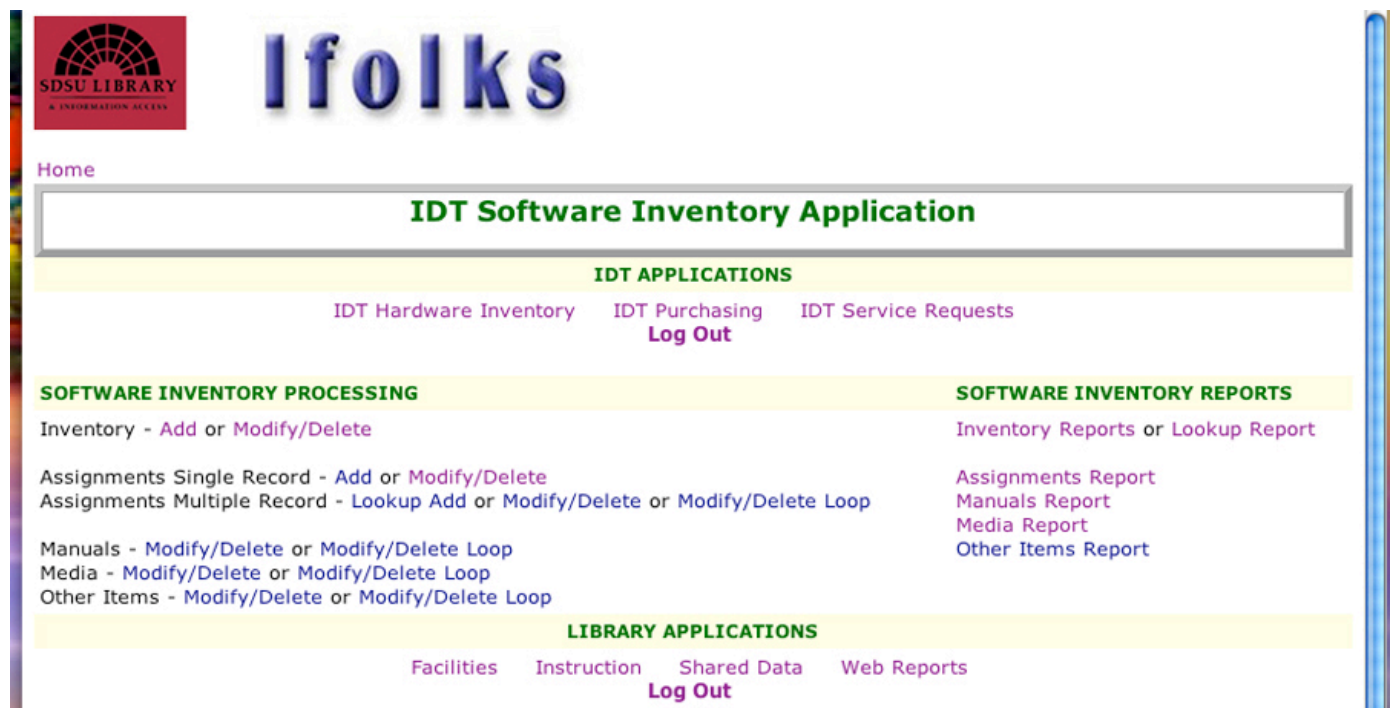 SDSU LIBRARY
& INFORMATION ACCESS
Ifolks
Home
IDT Software Inventory Application
IDT APPLICATIONS
IDT Hardware Inventory IDT Purchasing IDT Service Requests
Log Out
SOFTWARE INVENTORY PROCESSING SOFTWARE INVENTORY REPORTS
Inventory - Add or Modify/Delete Inventory Reports or Lookup Report
Assignments Single Record - Add or Modify/Delete Assignments Report
Assignments Multiple Record - Lookup Add or Modify/Delete or Modify/Delete Loop Manuals Report
Media Report
Manuals - Modify/Delete or Modify/Delete Loop Other Items Report
Media - Modify/Delete or Modify/Delete Loop
Other Items - Modify/Delete or Modify/Delete Loop
LIBRARY APPLICATIONS
Facilities Instruction Shared Data Web Reports
Log Out